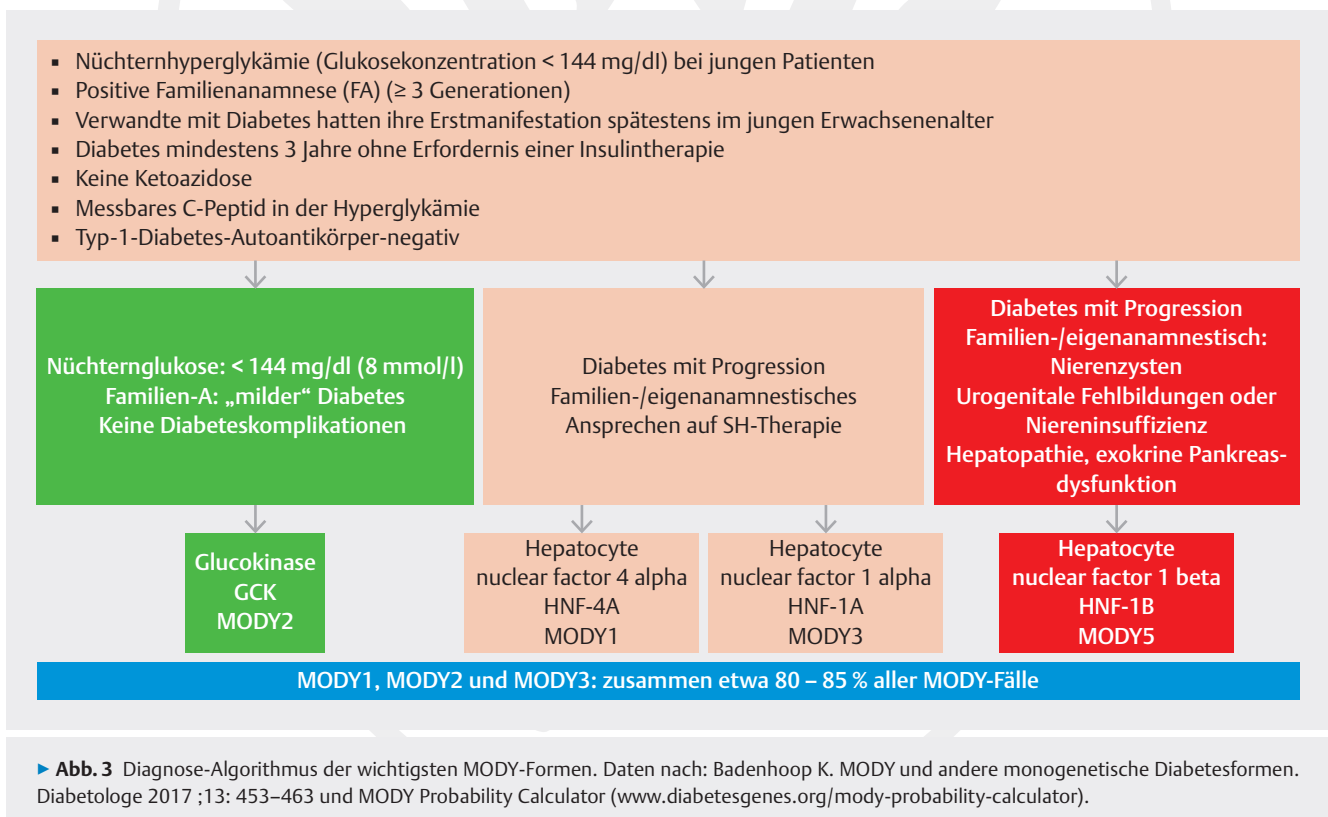 ▪ Nüchternhyperglykämie (Glukosekonzentration < 144 mg/dl) bei jungen Patienten
▪ Positive Familienanamnese (FA) (≥ 3 Generationen)
▪ Verwandte mit Diabetes hatten ihre Erstmanifestation spätestens im jungen Erwachsenenalter
▪ Diabetes mindestens 3 Jahre ohne Erfordernis einer Insulintherapie
▪ Keine Ketoazidose
▪ Messbares C-Peptid in der Hyperglykämie
▪ Typ-1-Diabetes-Autoantikörper-negativ
Nüchternglukose: < 144 mg/dl (8 mmol/l)
Familien-A: „milder“ Diabetes
Keine Diabeteskomplikationen
Diabetes mit Progression
Familien-/eigenanamnestisches
Ansprechen auf SH-Therapie
Diabetes mit Progression
Familien-/eigenanamnestisch:
Nierenzysten
Urogenitale Fehlbildungen oder
Niereninsuffizienz
Hepatopathie, exokrine Pankreas-
dysfunktion
Glucokinase
GCK
MODY2
Hepatocyte
nuclear factor 4 alpha
HNF-4A
MODY1
Hepatocyte
nuclear factor 1 alpha
HNF-1A
MODY3
Hepatocyte
nuclear factor 1 beta
HNF-1B
MODY5
MODY1, MODY2 und MODY3: zusammen etwa 80 – 85 % aller MODY-Fälle
► Abb. 3 Diagnose-Algorithmus der wichtigsten MODY-Formen. Daten nach: Badenhoop K. MODY und andere monogenetische Diabetesformen.
Diabetologe 2017 ;13: 453–463 und MODY Probability Calculator (www.diabetesgenes.org/mody-probability-calculator).